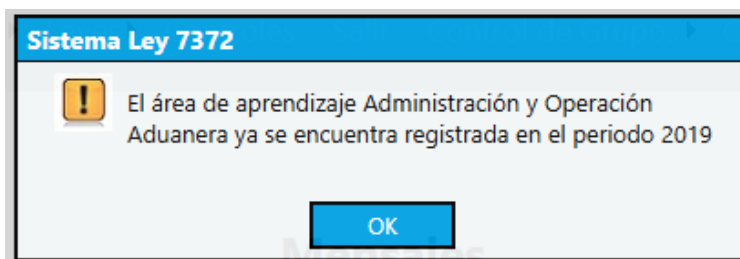 Sistema Ley 7372
El área de aprendizaje Administración y Operación
Aduanera ya se encuentra registrada en el periodo 2019
OK
Mensajes